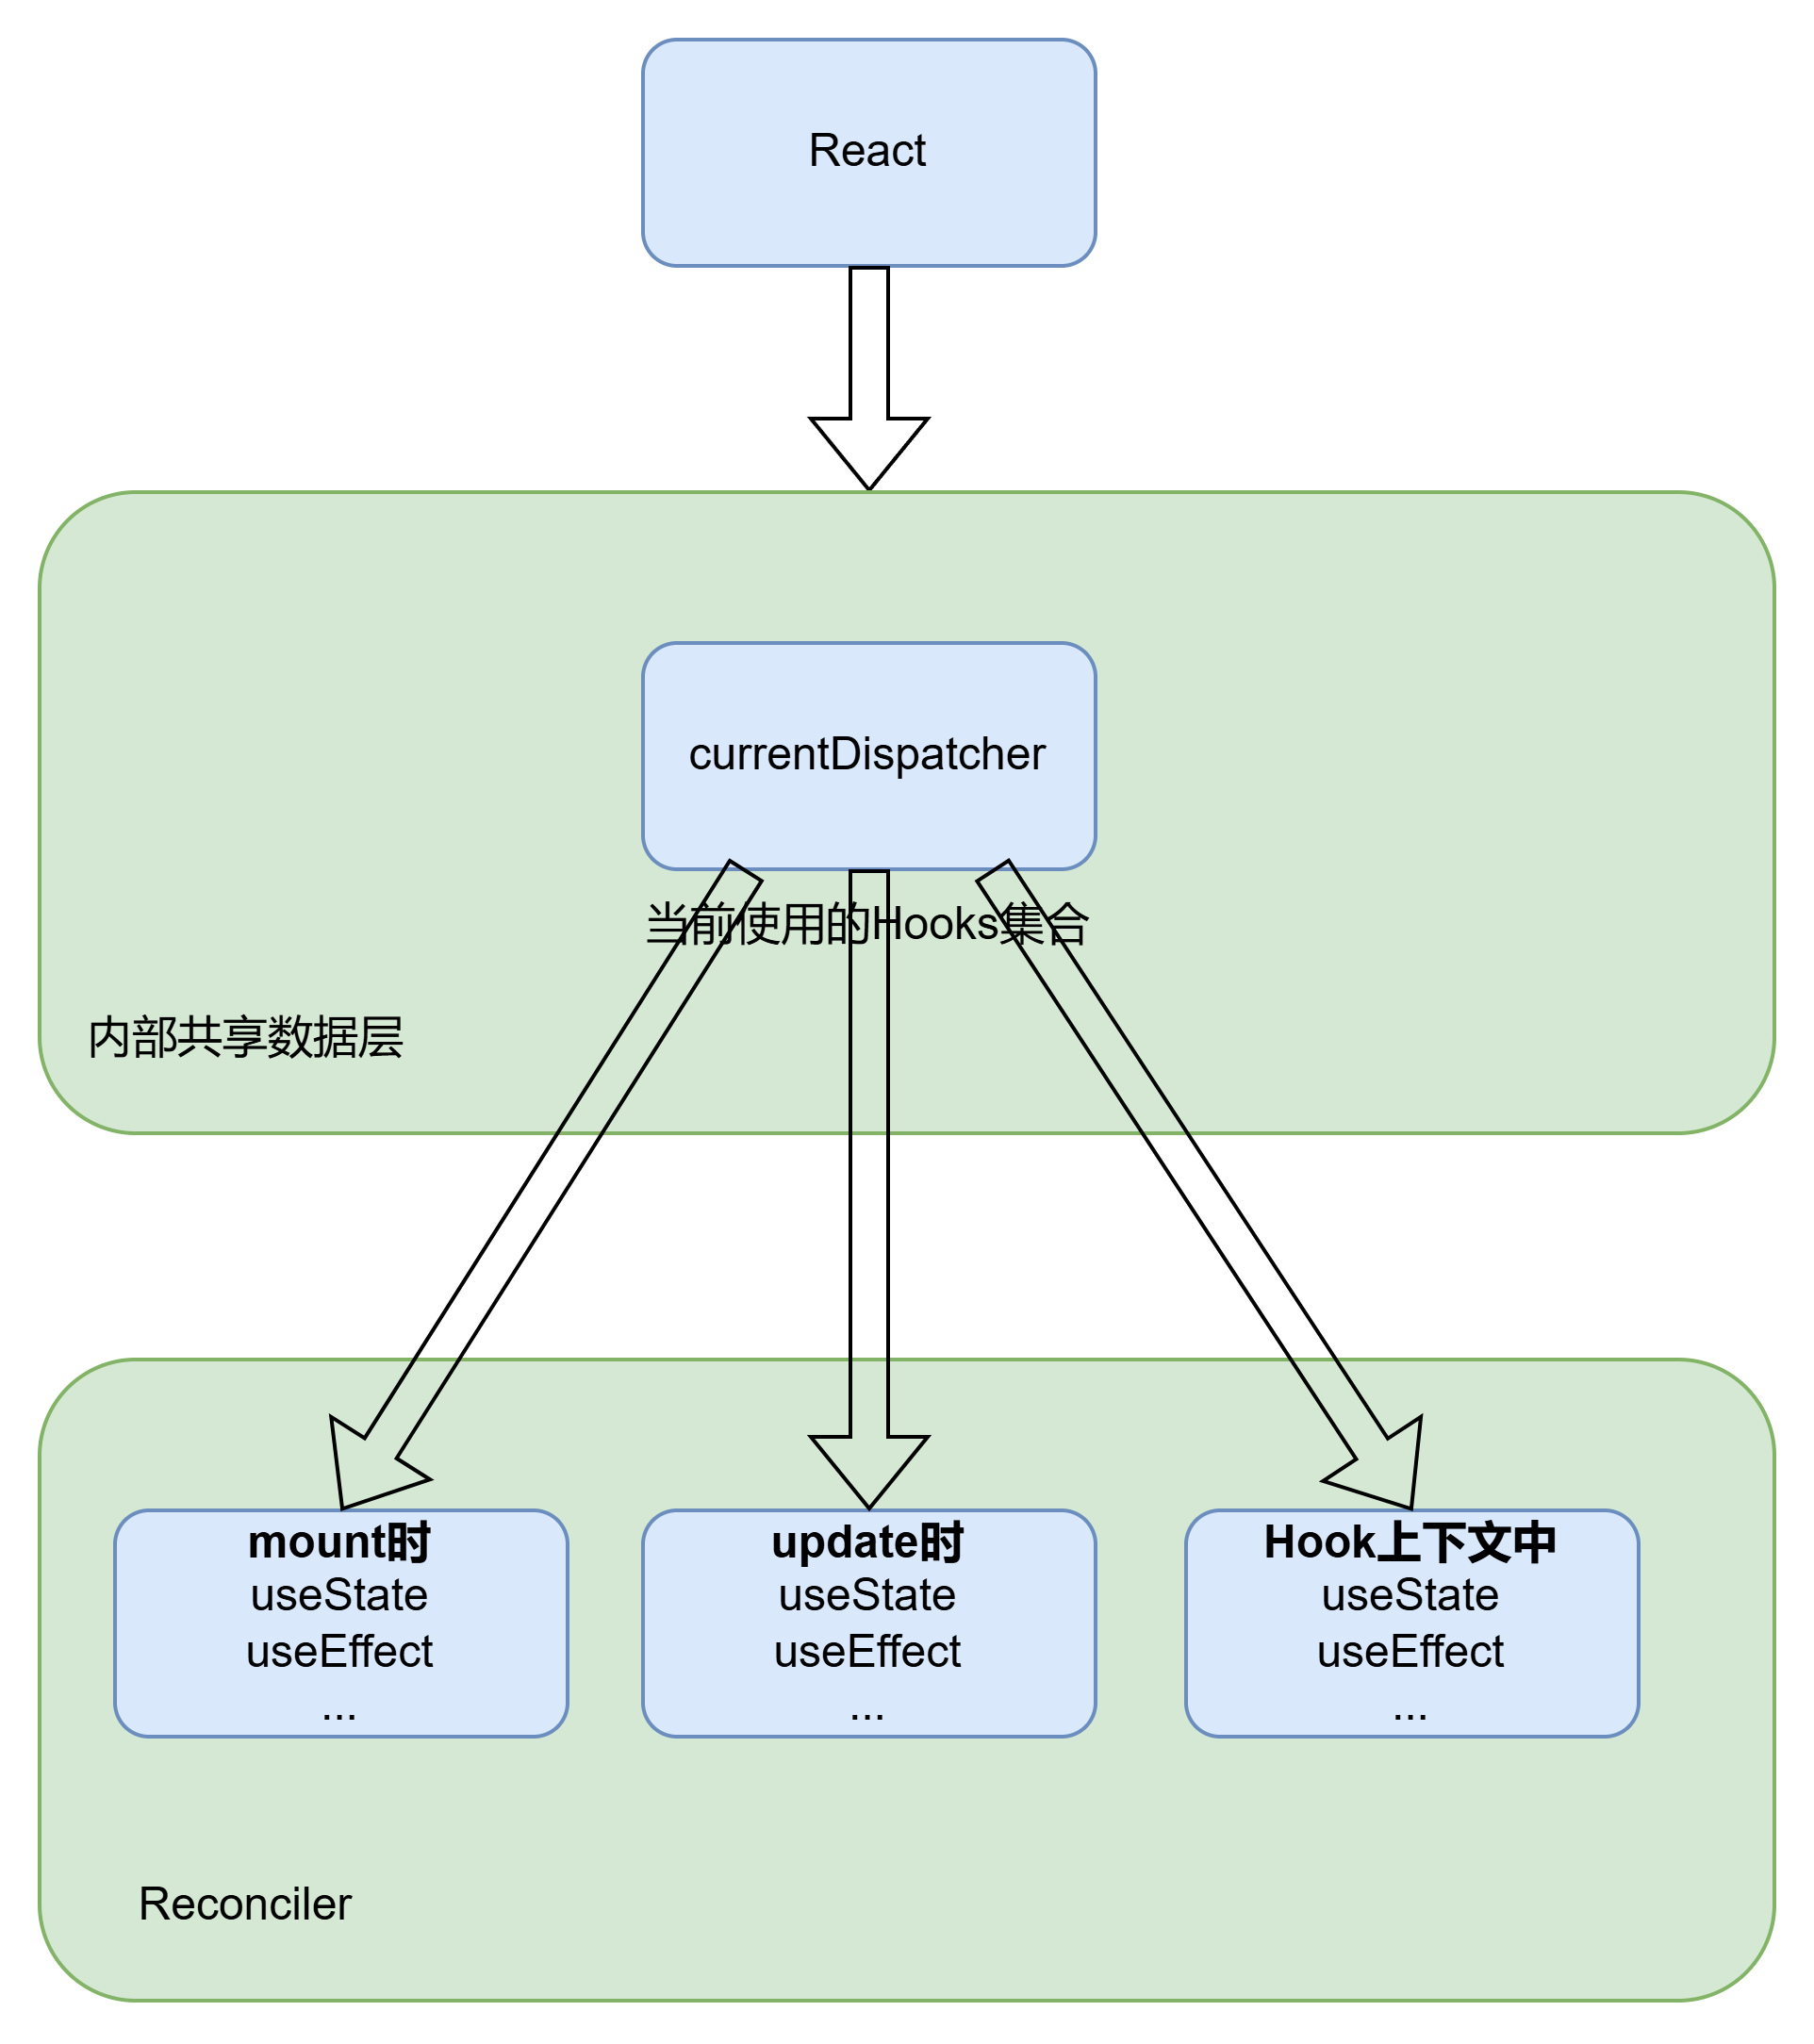 React
currentDispatcher
当前使用的Hooks集合
内部共享数据层
mount时
useState
useEffect
...
update时
useState
useEffect
...
Hook上下文中
useState
useEffect
...
Reconciler